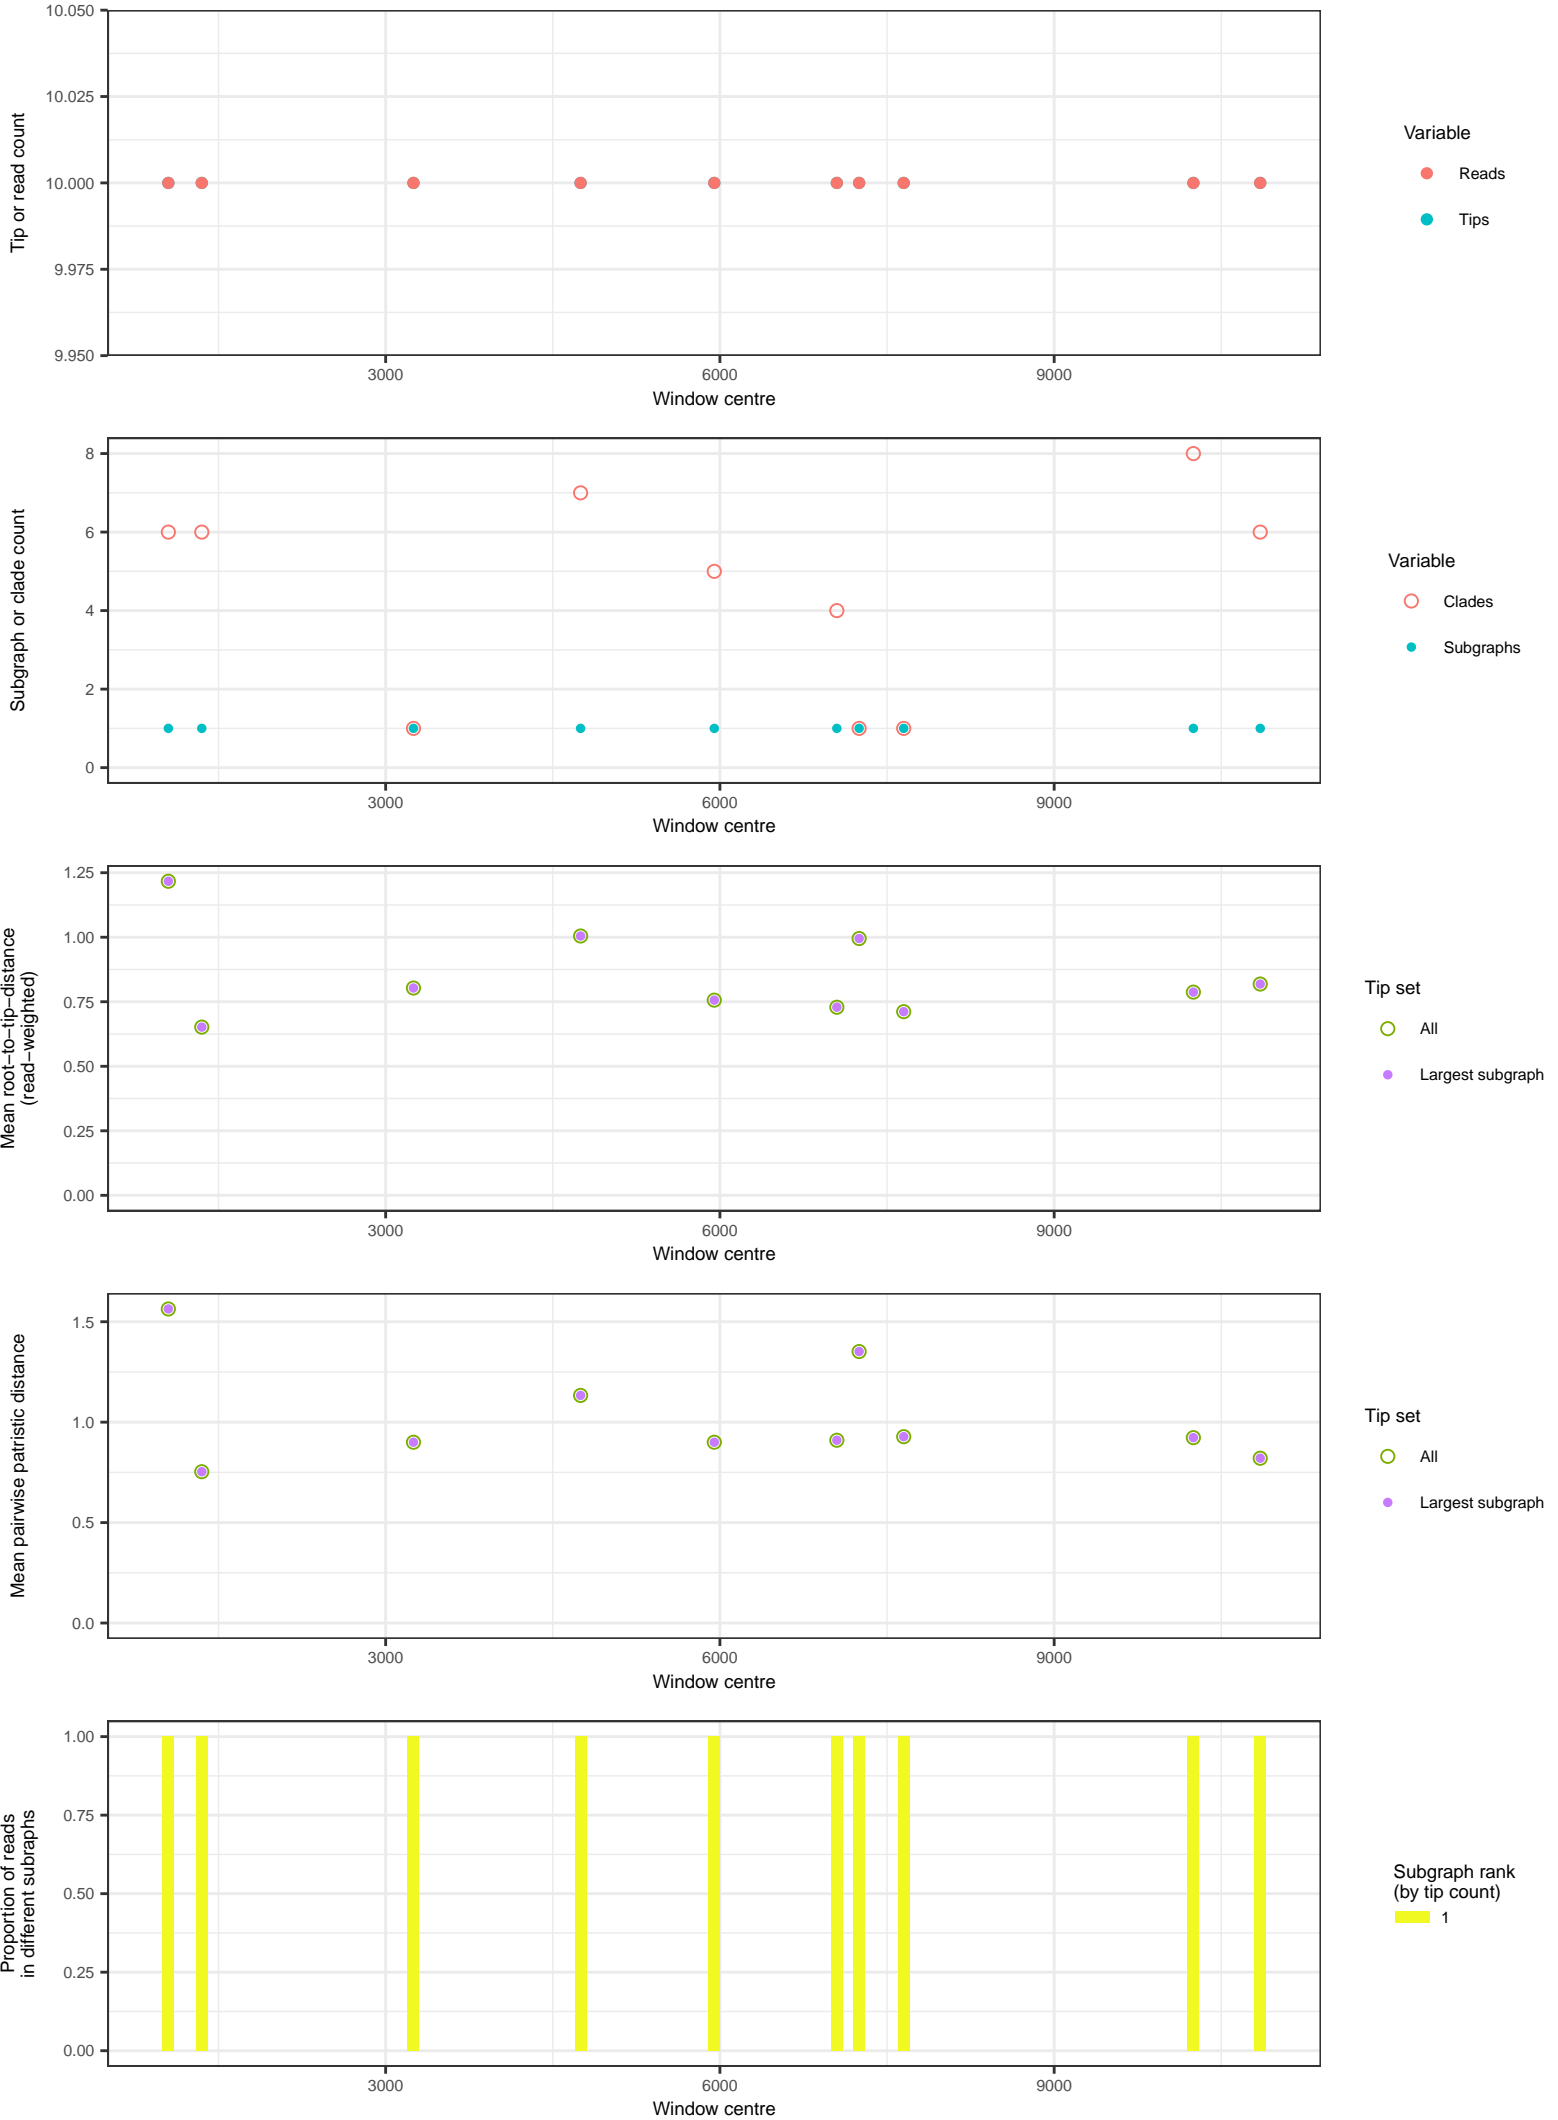 10.050
10.025
10.000
9.975
9.950
Tip or read count
3000
6000
9000
Window centre
Variable
Reads
Tips
8
6
4
2
0
Subgraph or clade count
3000
6000
9000
Window centre
Variable
Clades
Subgraphs
1.25
1.00
0.75
0.50
0.25
0.00
Mean root−to−tip−distance
(read−weighted)
3000
6000
9000
Window centre
Tip set
All
Largest subgraph
1.5
1.0
0.5
0.0
Mean pairwise patristic distance
3000
6000
9000
Window centre
Tip set
All
Largest subgraph
1.00
0.75
0.50
0.25
0.00
Proportion of reads
in different subraphs
3000
6000
9000
Window centre
Subgraph rank
(by tip count)
1